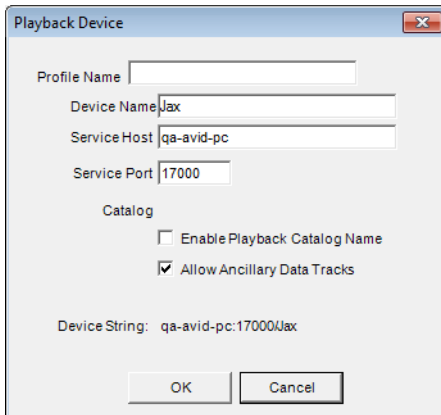 Playback Device
Profile Name
Device Name Jax
Service Host qa-avid-pc
Service Port 17000
Catalog
Enable Playback Catalog Name
Allow Ancillary Data Tracks
Device String: qa-avid-pc:17000/Jax
OK Cancel